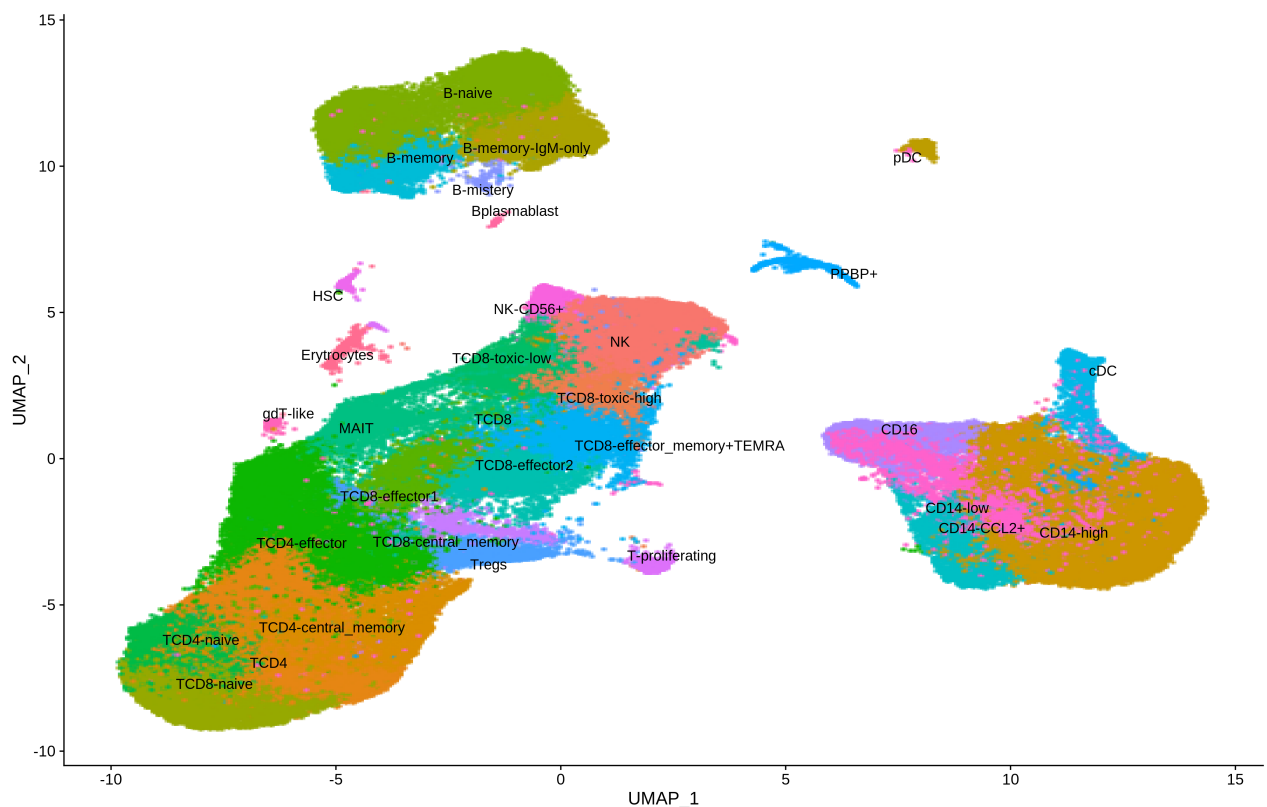 15
B-naive
B-memory-IgM-only
B-memory
pDC
10
B-mistery
Bplasmablast
PPBP+
HSC
NK-CD56+
5
NK
Erytrocytes
TCD8-toxic-low
cDC
TCD8-toxic-high
gdT-like
TCD8
MAIT
CD16
TCD8-effector_memory+TEMRA
0
TCD8-effector2
TCD8-effector1
CD14-low
CD14-CCL2+
CD14-high
TCD4-effector
TCD8-central_memory
T-proliferating
Tregs
-5
TCD4-central_memory
TCD4-naive
TCD4
TCD8-naive
-10
UMAP_2
-10
-5
0
5
10
15
UMAP_1